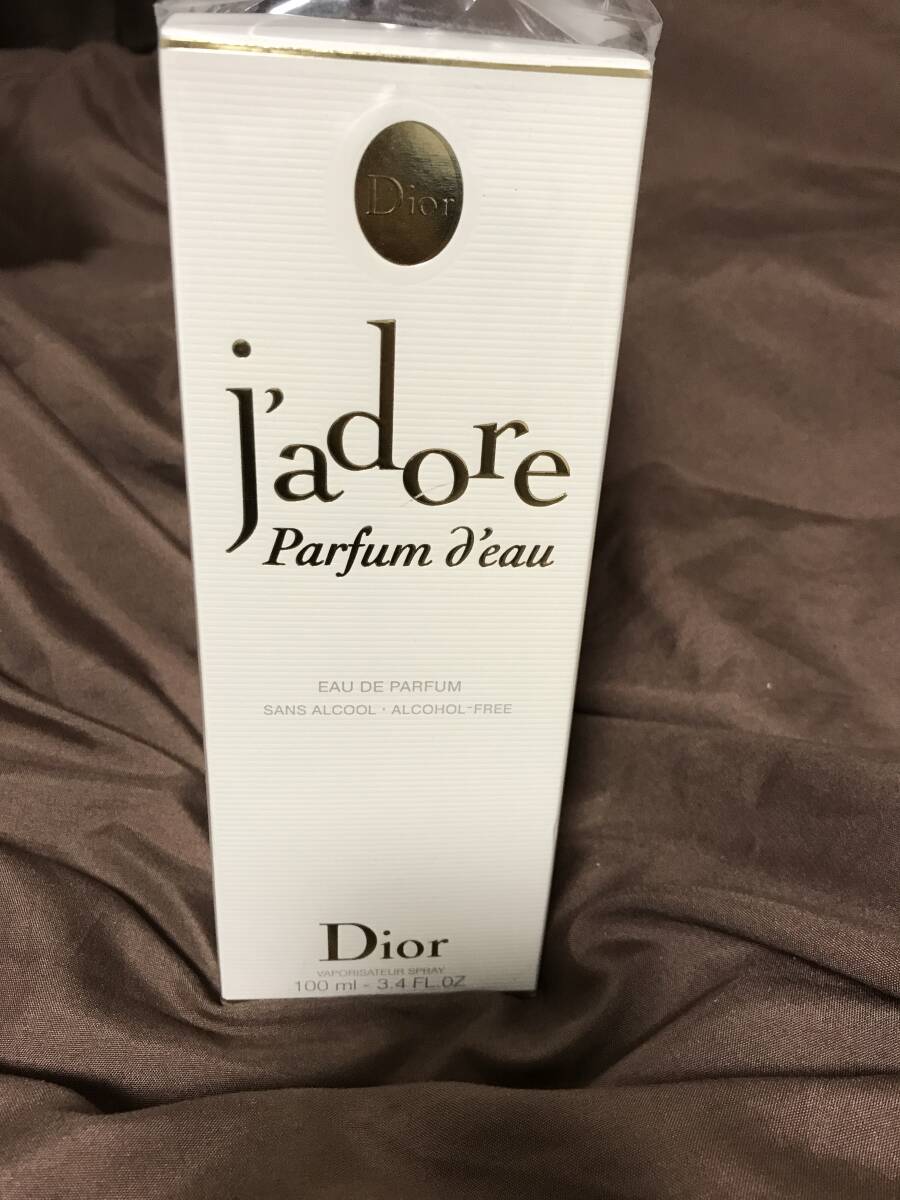 Dior
j'adore
Parfum d'eau
EAU DE PARFUM
SANS ALCOOL · ALCOHOL-FREE
Dior
VAPORISATEUR SPRAY
100 ml - 3.4 FL.OZ